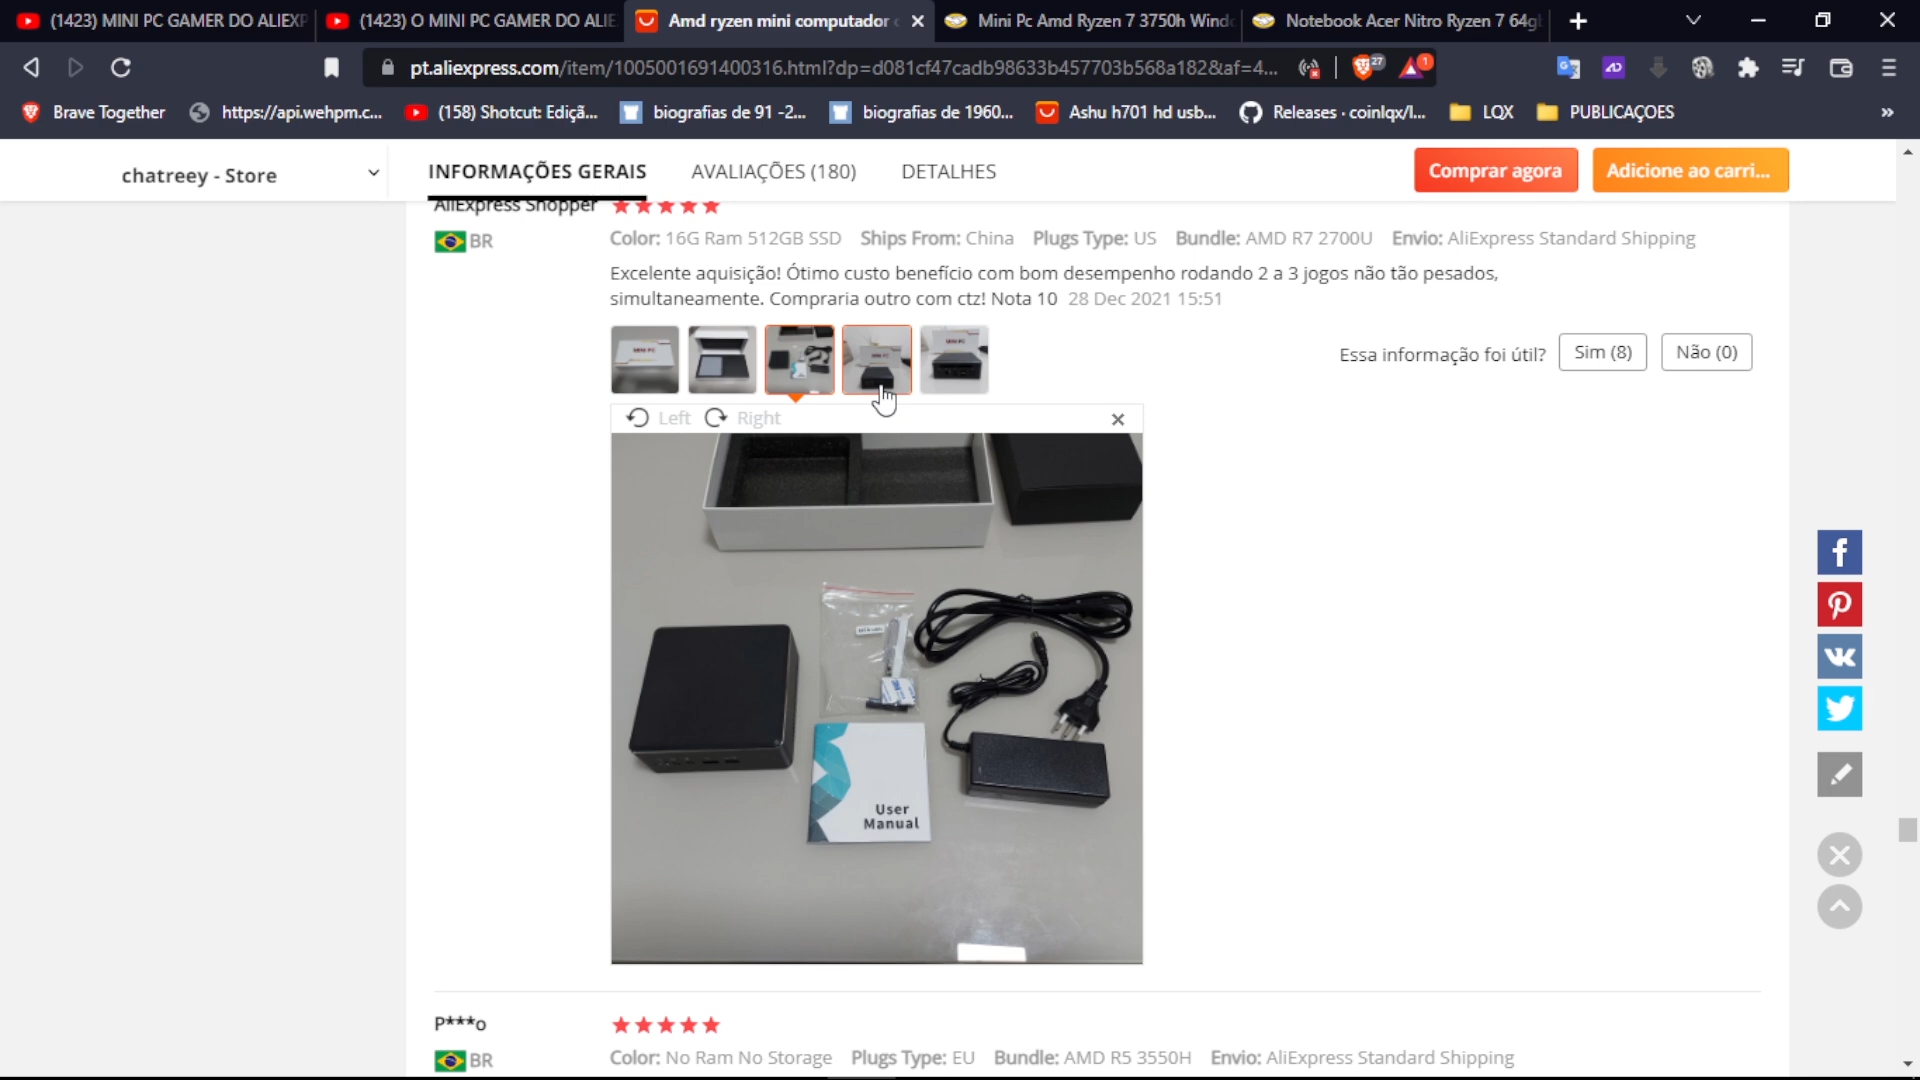 (1423) MINI PC GAMER DO ALIEXP
(1423) O MINI PC GAMER DO ALIE
Amd ryzen mini computador
Mini Pc Amd Ryzen 7 3750h Wind
Notebook Acer Nitro Ryzen 7 64g
pt.aliexpress.com/item/1005001691400316.html?dp=d081cf47cadb98633b457703b568a182&af=4...
27
1
Brave Together
https://api.wehpm.c...
(158) Shotcut: Ediçã...
biografias de 91 -2...
biografias de 1960...
Ashu h701 hd usb...
Releases · coinlqx/l...
LQX
PUBLICAÇOES
»
chatreey - Store
INFORMAÇÕES GERAIS
AVALIAÇÕES (180)
DETALHES
Comprar agora
Adicione ao carri...
AliExpress Shopper
BR
Color: 16G Ram 512GB SSD Ships From: China Plugs Type: US Bundle: AMD R7 2700U Envio: AliExpress Standard Shipping
Excelente aquisição! Ótimo custo benefício com bom desempenho rodando 2 a 3 jogos não tão pesados,
simultaneamente. Compraria outro com ctz! Nota 10 28 Dec 2021 15:51
MINI PC
Essa informação foi útil?
Sim (8)
Não (0)
Left
Right
User
Manual
P***o
BR
Color: No Ram No Storage Plugs Type: EU Bundle: AMD R5 3550H Envio: AliExpress Standard Shipping